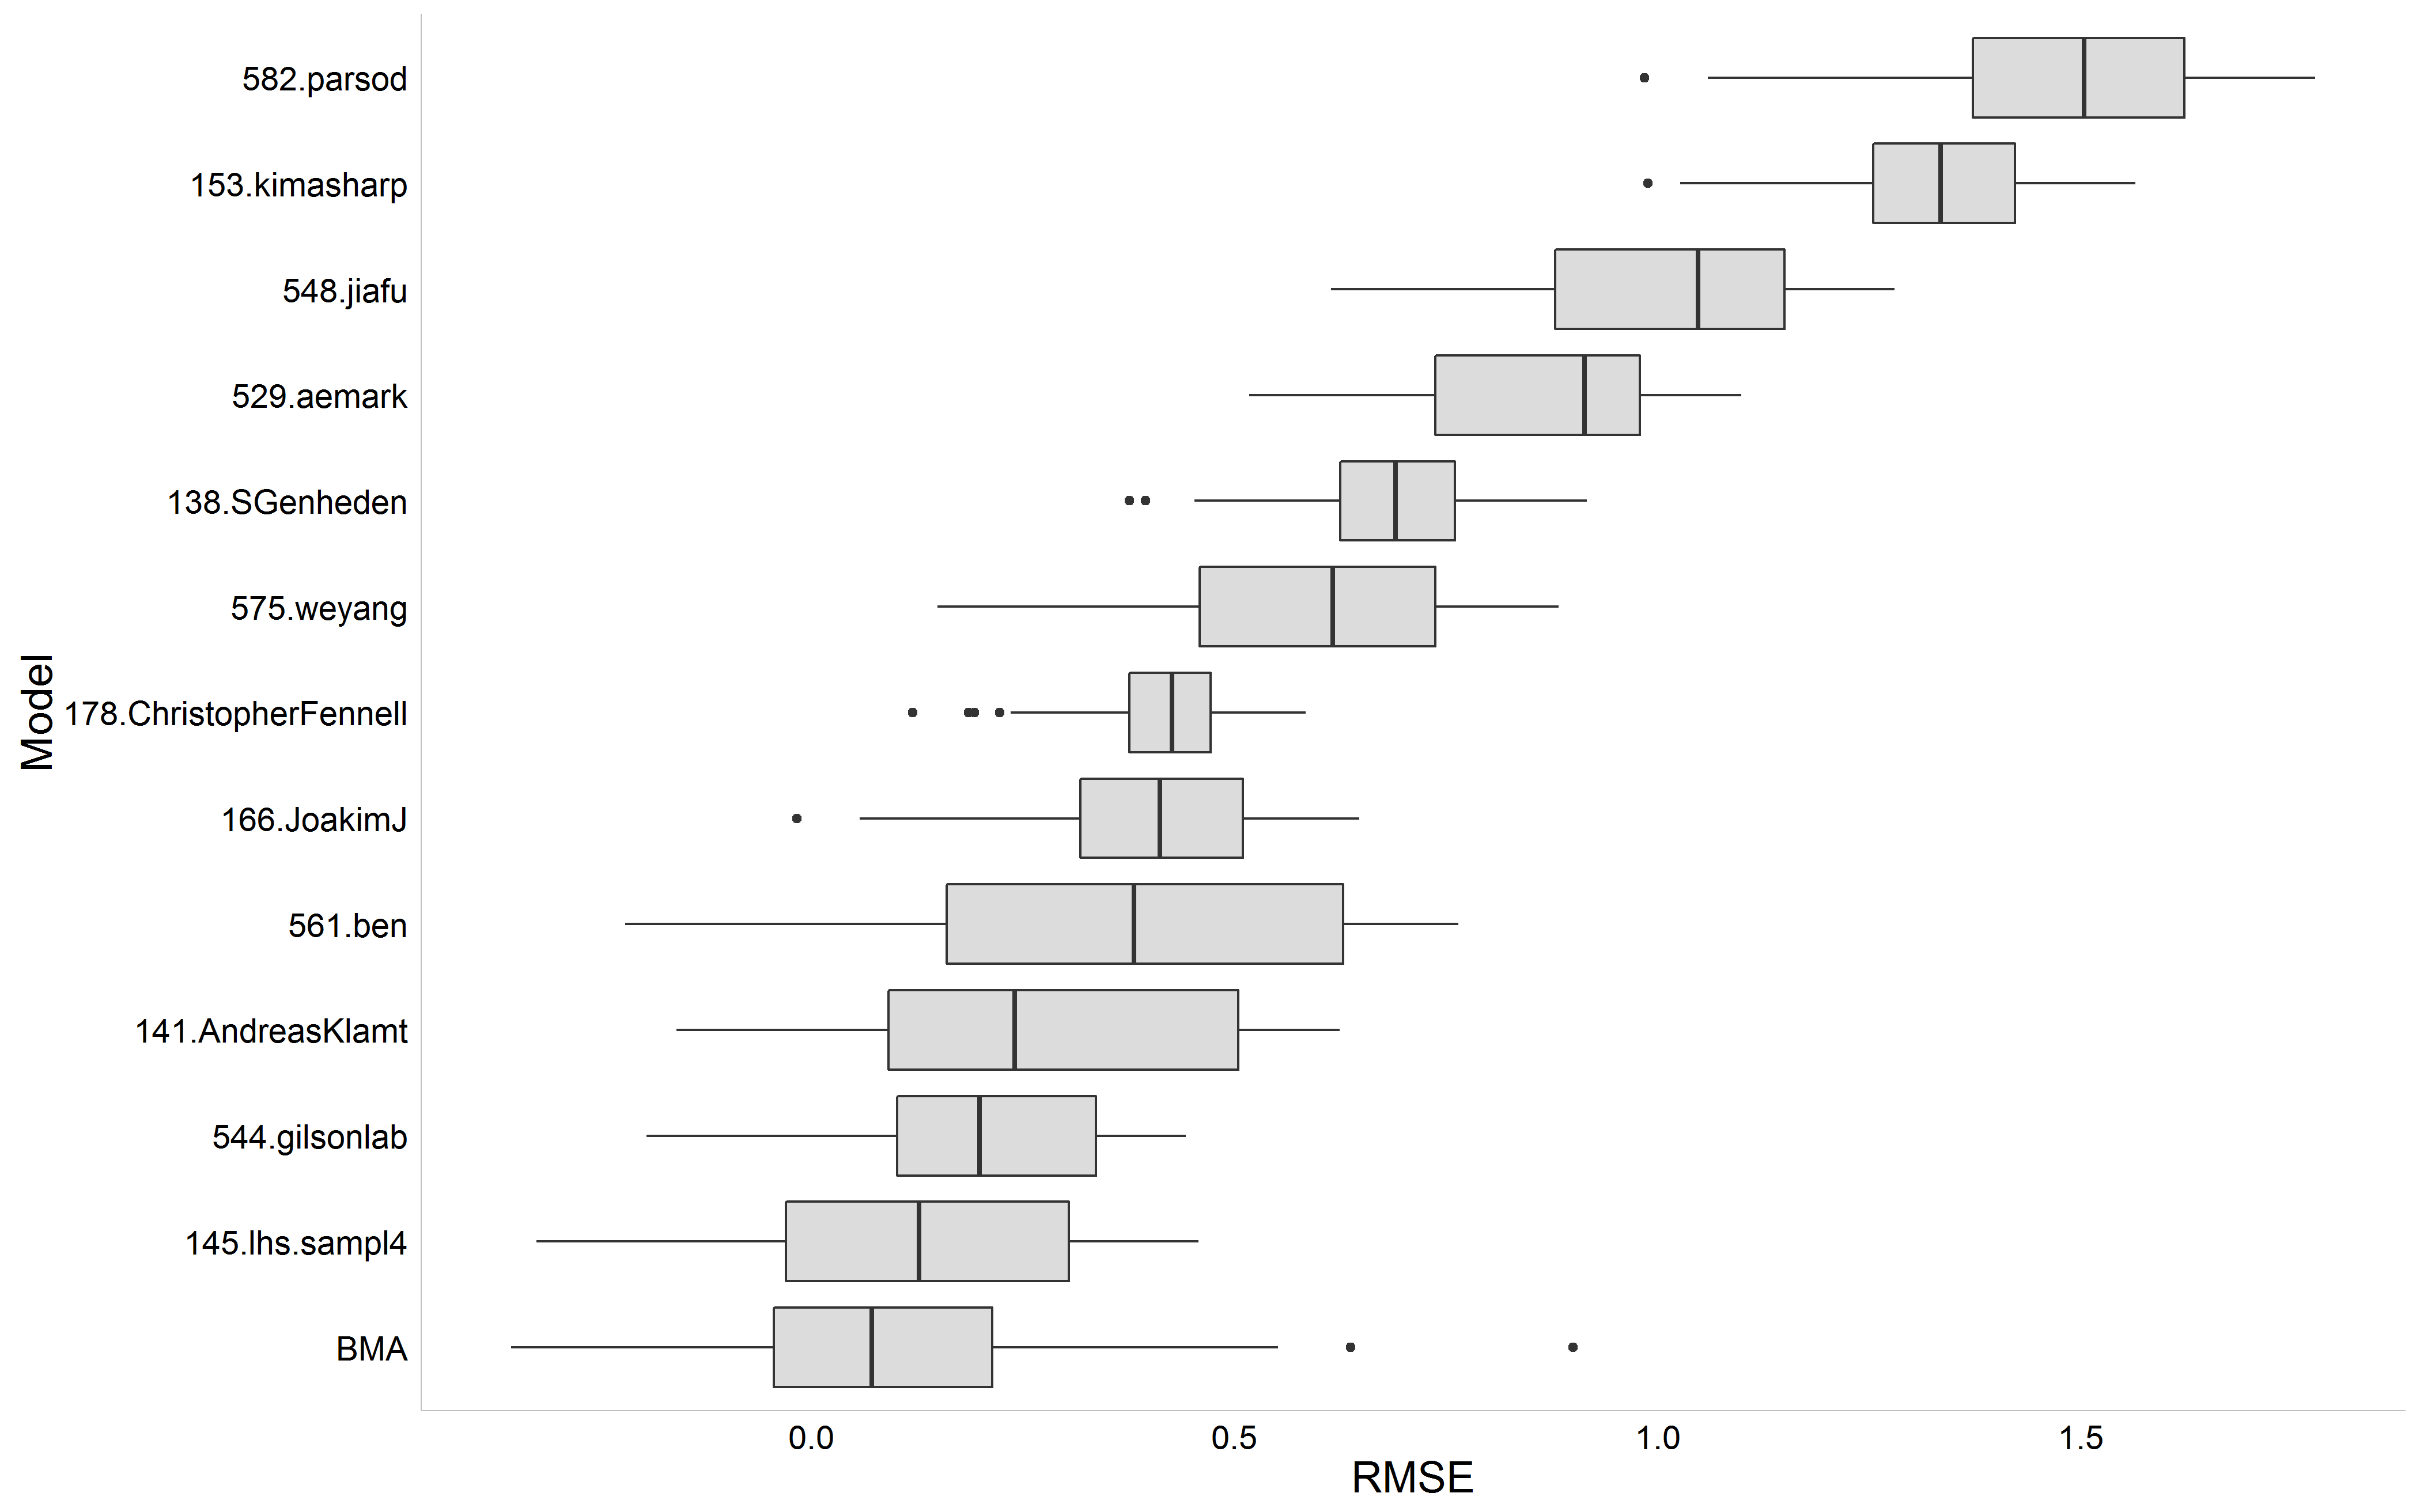 582.parsod
153.kimasharp
548.jiafu
529.aemark
138.SGenheden
575.weyang
178.ChristopherFennell
166.JoakimJ
561.ben
141.AndreasKlamt
544.gilsonlab
145.lhs.sampl4
BMA
Model
0.0 0.5 1.0 1.5
RMSE